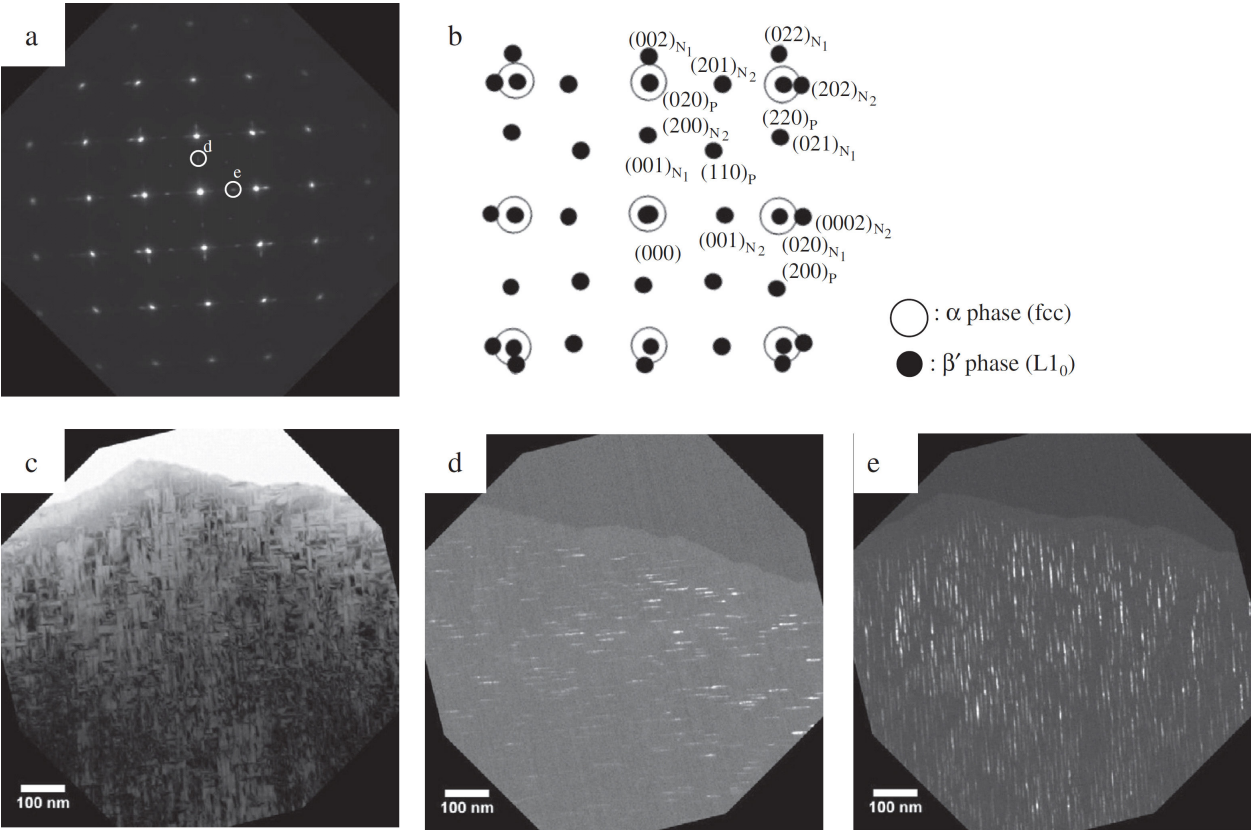 a
d
e
b
(002)N₁
(022)N₁
(201)N₂
(202)N₂
(020)P
(220)P
(200)N₂
(021)N₁
(001)N₁
(110)P
(0002)N₂
(001)N₂
(020)N₁
(000)
(200)P
: α phase (fcc)
: β′ phase (L1₀)
c
d
e
100 nm
100 nm
100 nm